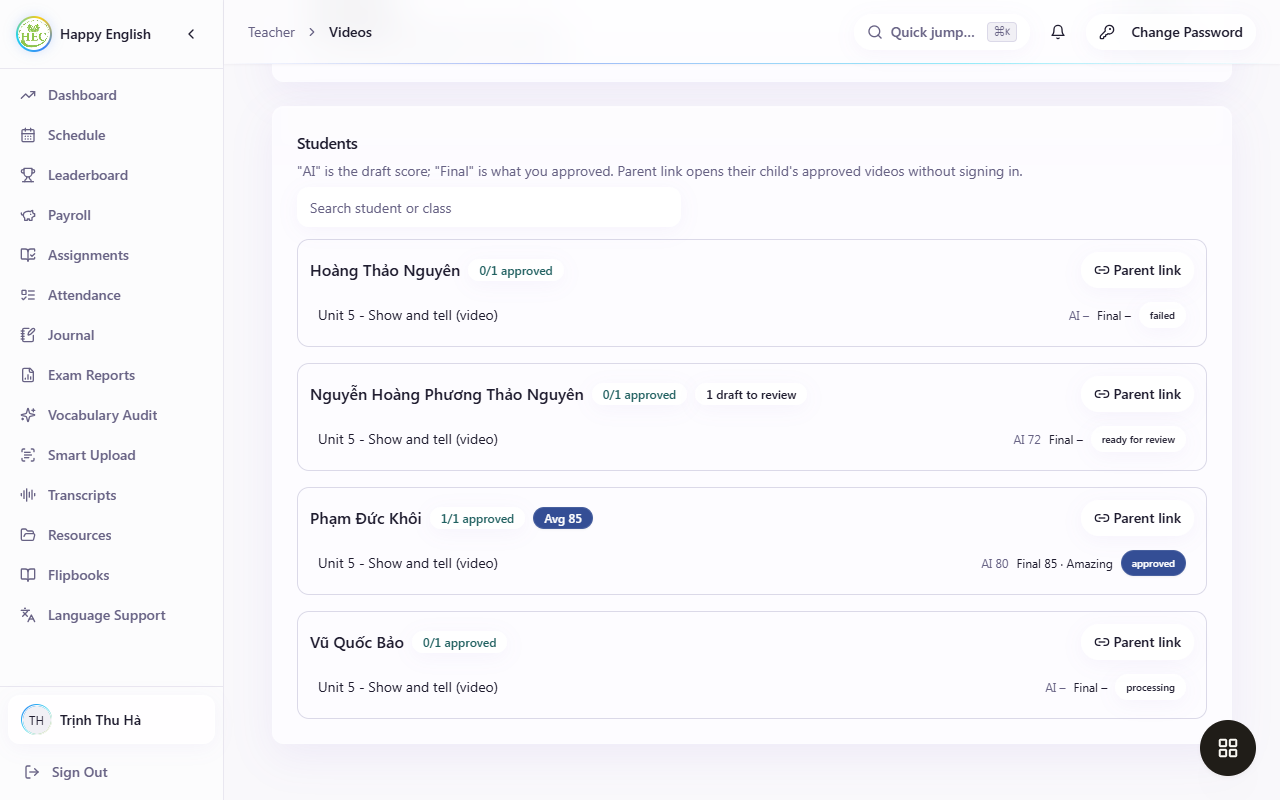 HEC
Happy English
Teacher
Videos
Quick jump...
⌘K
Change Password
Dashboard
Schedule
Leaderboard
Payroll
Assignments
Attendance
Journal
Exam Reports
Vocabulary Audit
Smart Upload
Transcripts
Resources
Flipbooks
Language Support
TH
Trịnh Thu Hà
Sign Out
Students
"AI" is the draft score; "Final" is what you approved. Parent link opens their child's approved videos without signing in.
Search student or class
Hoàng Thảo Nguyên 0/1 approved Parent link
Unit 5 - Show and tell (video) AI – Final – failed
Nguyễn Hoàng Phương Thảo Nguyên 0/1 approved 1 draft to review Parent link
Unit 5 - Show and tell (video) AI 72 Final – ready for review
Phạm Đức Khôi 1/1 approved Avg 85 Parent link
Unit 5 - Show and tell (video) AI 80 Final 85 · Amazing approved
Vũ Quốc Bảo 0/1 approved Parent link
Unit 5 - Show and tell (video) AI – Final – processing